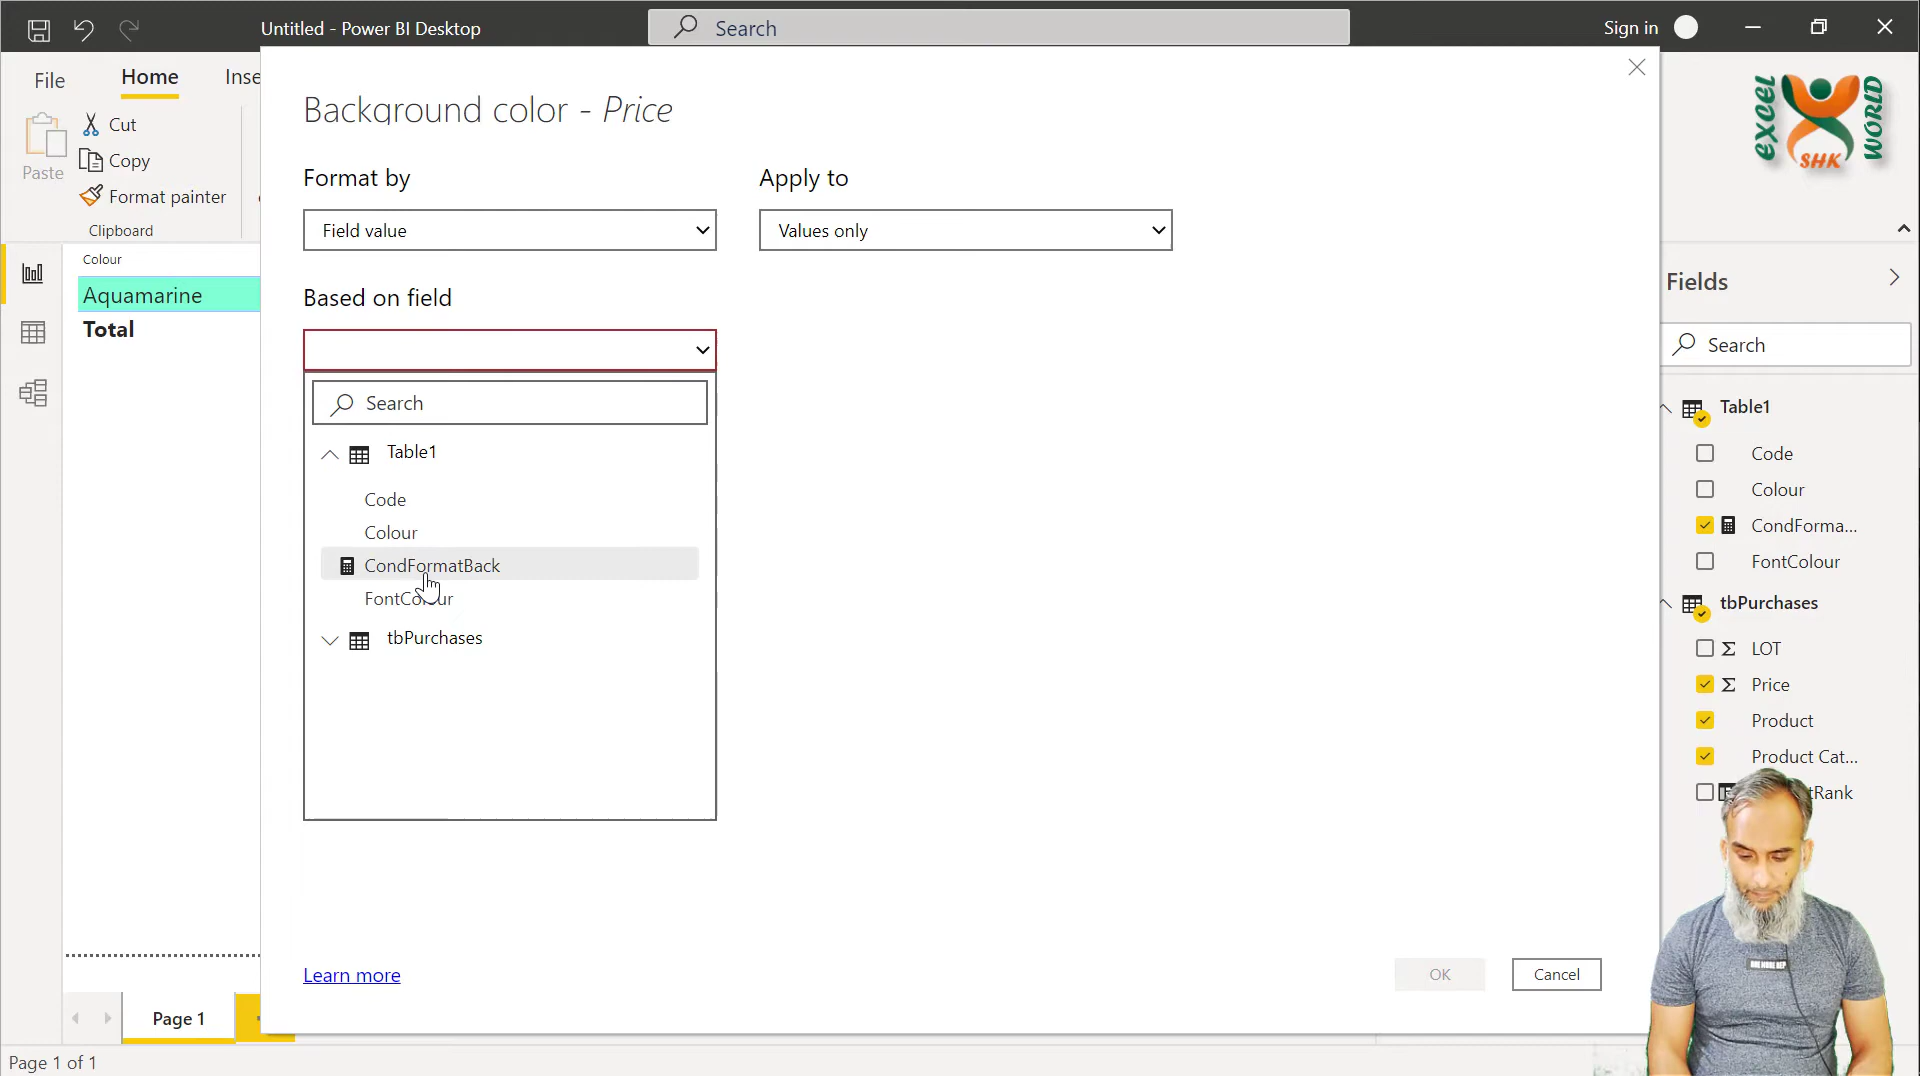 Untitled - Power BI Desktop
Search
Sign in
File
Home
Inse
Paste
Cut
Copy
Format painter
Clipboard
EXCEL
WORLD
SHK
Background color - Price
Format by
Apply to
Field value
Values only
Based on field
Search
Table1
Code
Colour
CondFormatBack
FontColour
tbPurchases
Learn more
OK
Cancel
Colour
Aquamarine
Total
Fields
Search
Table1
Code
Colour
CondForma...
FontColour
tbPurchases
LOT
Price
Product
Product Cat...
tRank
Page 1
Page 1 of 1